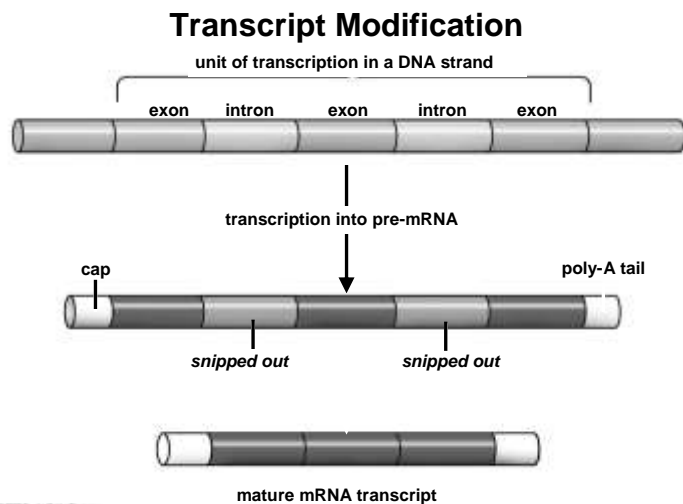 Transcript Modification
unit of transcription in a DNA strand
exon intron exon intron exon
transcription into pre-mRNA
cap
poly-A tail
snipped out snipped out
mature mRNA transcript